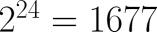 2^{24} = 1677